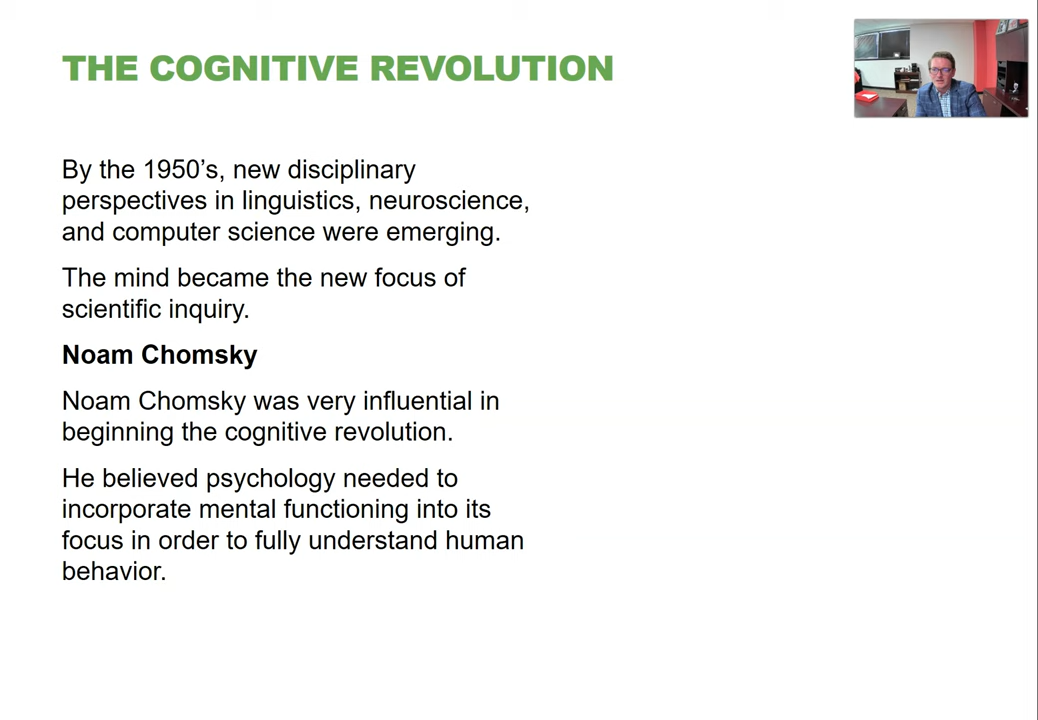 THE COGNITIVE REVOLUTION
By the 1950’s, new disciplinary
perspectives in linguistics, neuroscience,
and computer science were emerging.
The mind became the new focus of
scientific inquiry.
Noam Chomsky
Noam Chomsky was very influential in
beginning the cognitive revolution.
He believed psychology needed to
incorporate mental functioning into its
focus in order to fully understand human
behavior.